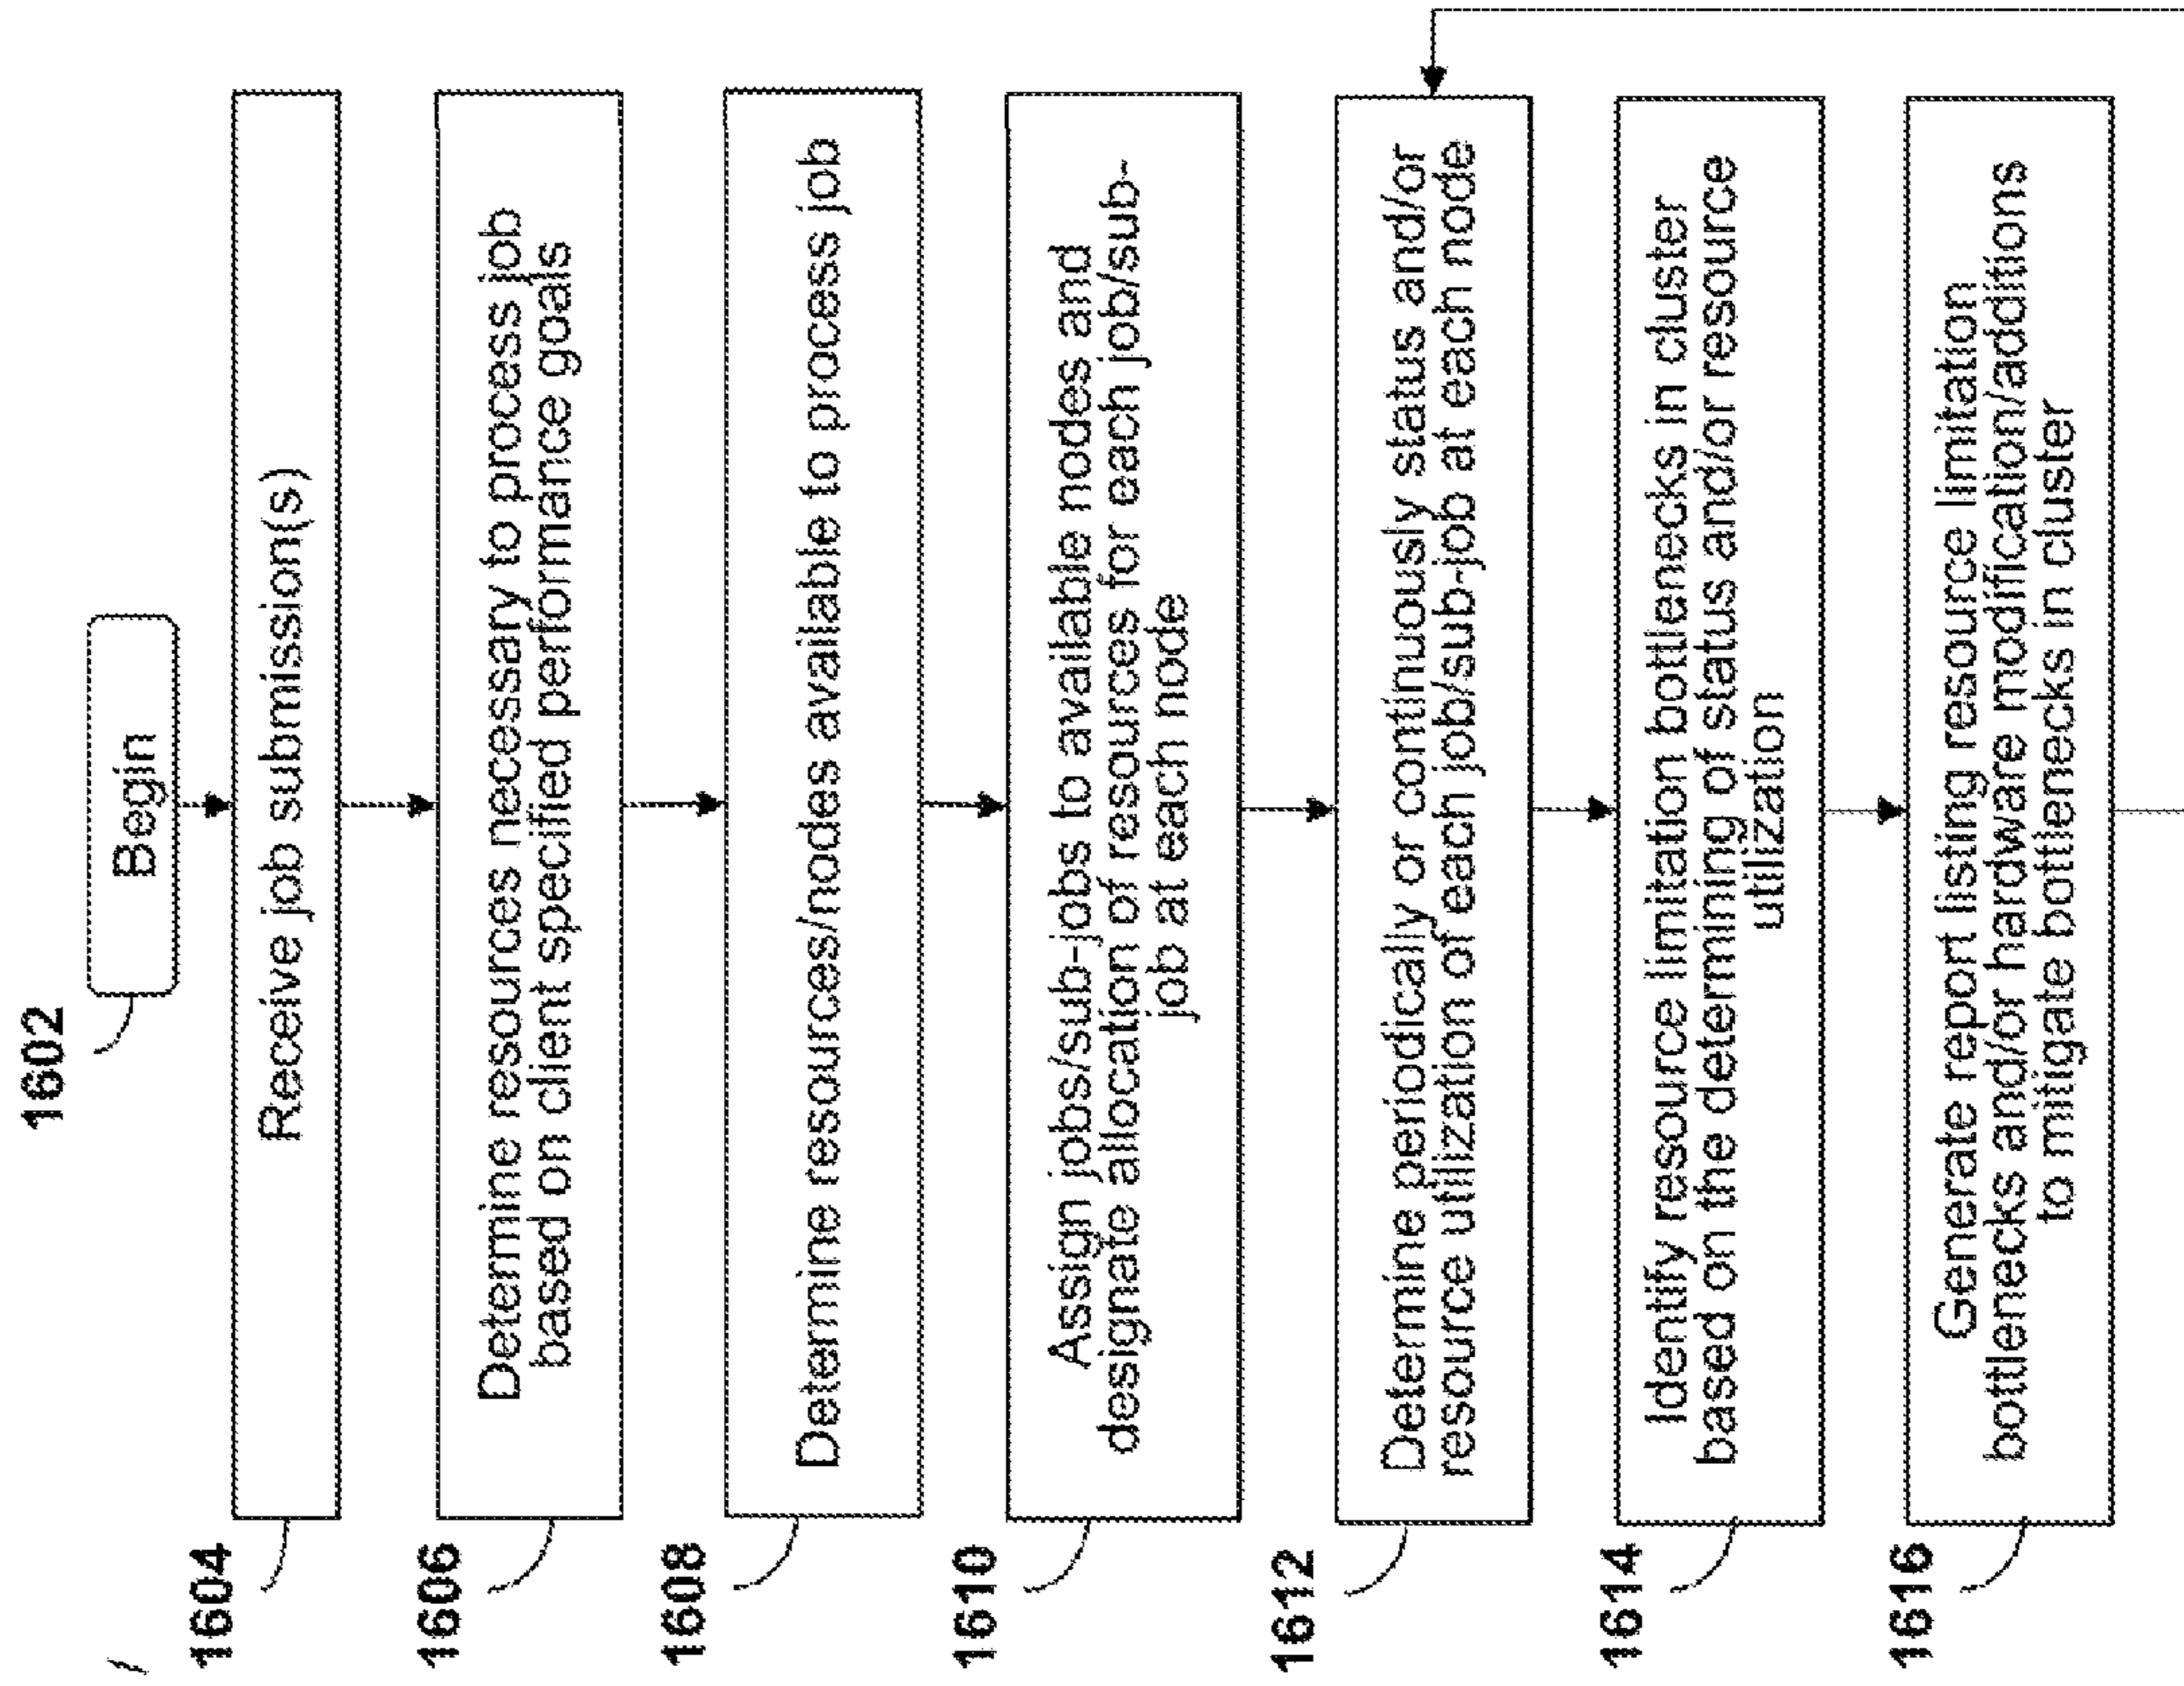 1602
Begin
1604
Receive job submission(s)
1606
Determine resources necessary to process job
based on client specified performance goals
1608
Determine resources/nodes available to process job
1610
Assign jobs/sub-jobs to available nodes and
designate allocation of resources for each job/sub-
job at each node
1612
Determine periodically or continuously status and/or
resource utilization of each job/sub-job at each node
1614
Identify resource limitation bottlenecks in cluster
based on the determining of status and/or resource
utilization
1616
Generate report listing resource limitation
bottlenecks and/or hardware modification/additions
to mitigate bottlenecks in cluster